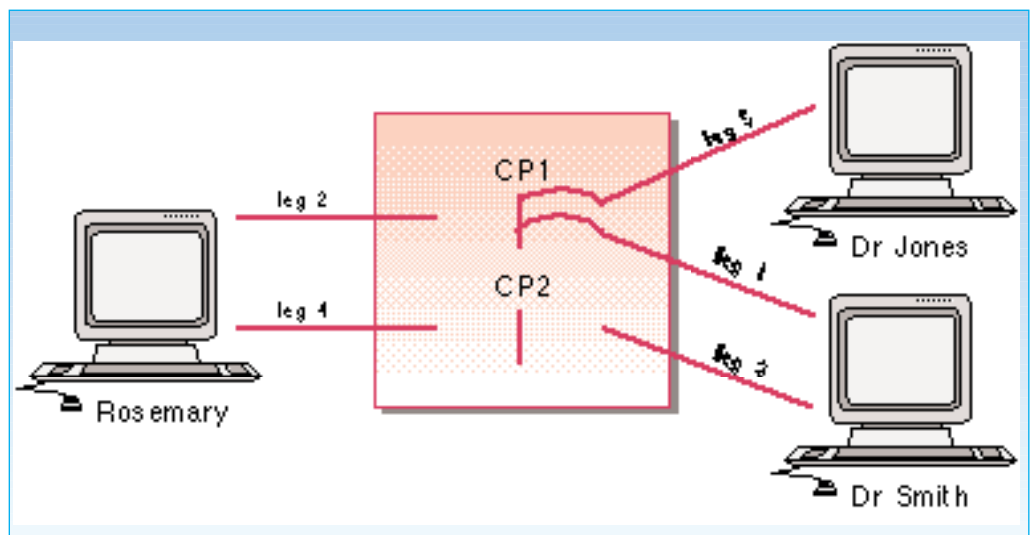 leg 5
CP1
leg 2
Dr Jones
leg 1
CP2
leg 4
leg 3
Rosemary
Dr Smith